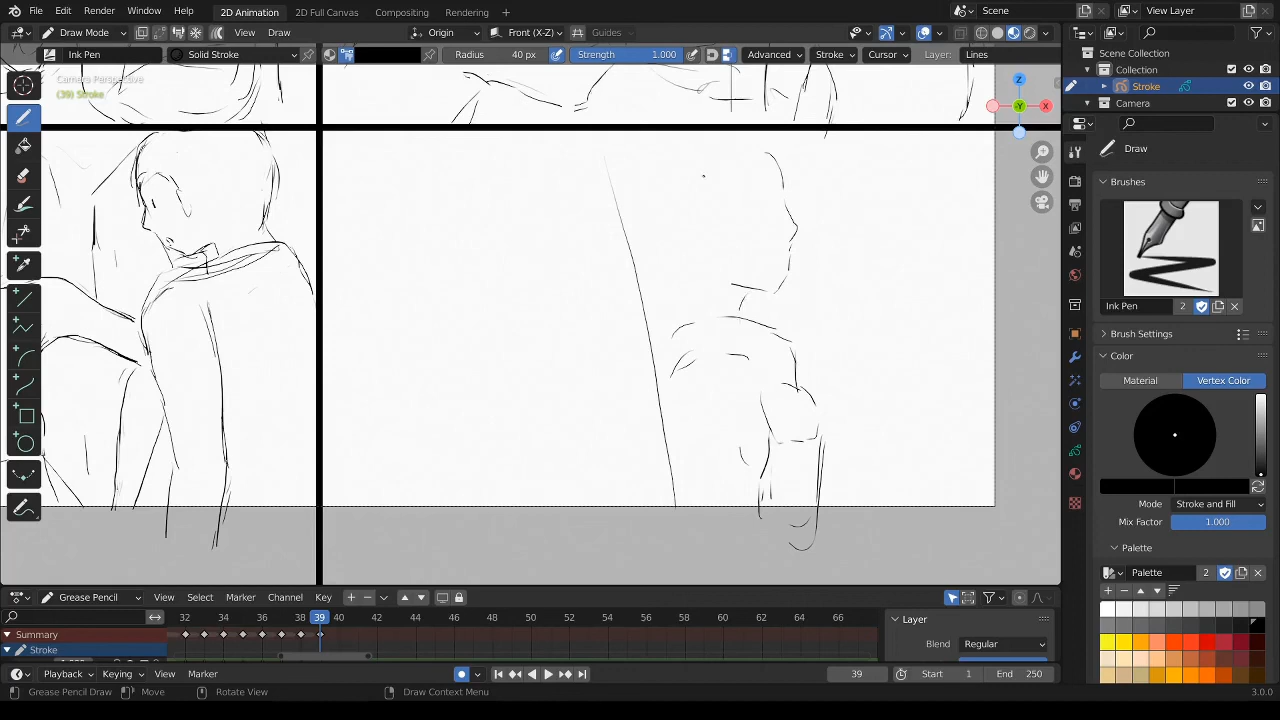 File Edit Render Window Help 2D Animation 2D Full Canvas Compositing Rendering + Scene View Layer
Draw Mode View Draw Origin Front (X-Z) Guides
Ink Pen Solid Stroke Radius 40 px Strength 1.000 Advanced Stroke Cursor Layer: Lines
Camera Perspective
(39) Stroke
Z
X
Y
Scene Collection
Collection
Stroke
Camera
Draw
Brushes
Ink Pen 2
Brush Settings
Color
Material Vertex Color
Mode Stroke and Fill
Mix Factor 1.000
Palette
Palette 2
Grease Pencil View Select Marker Channel Key
32 34 36 38 39 40 42 44 46 48 50 52 54 56 58 60 62 64 66
Summary
Stroke
Layer
Blend Regular
Playback Keying View Marker 39 Start 1 End 250
Grease Pencil Draw Move Rotate View Draw Context Menu 3.0.0